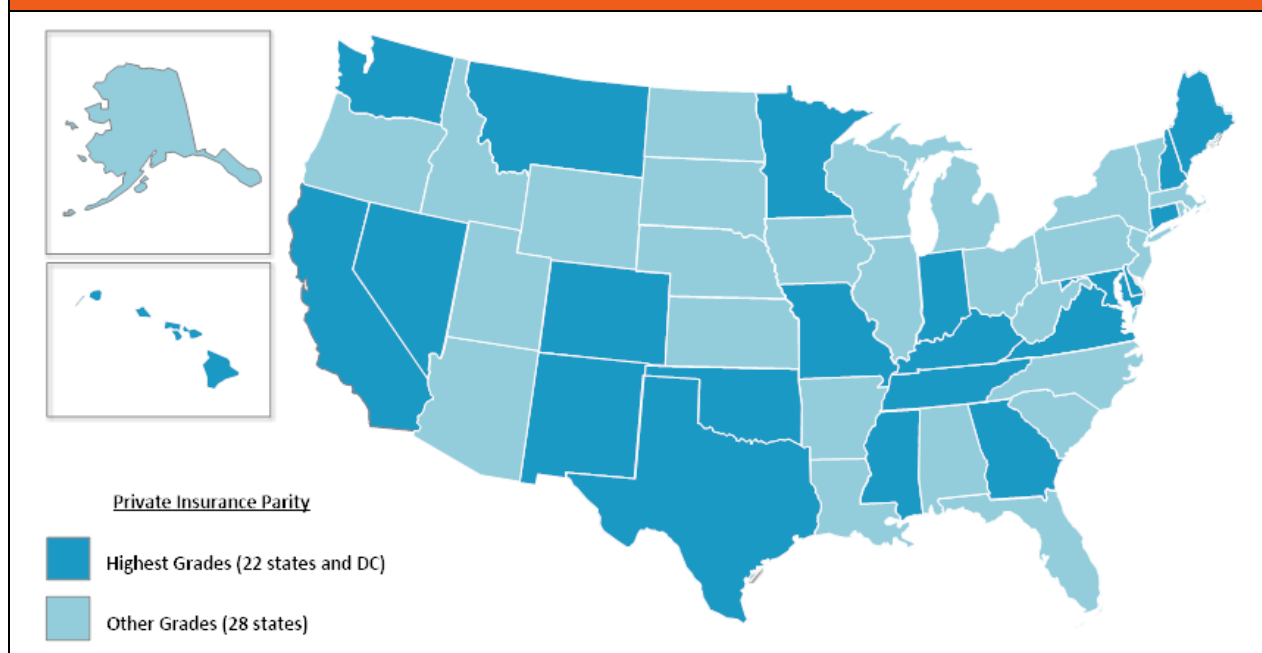 Private Insurance Parity
Highest Grades (22 states and DC)
Other Grades (28 states)